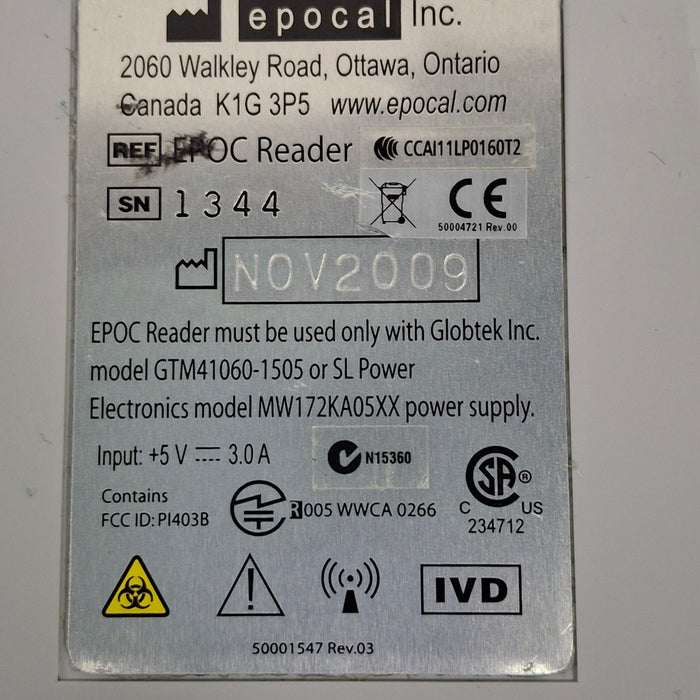 epocal Inc.
2060 Walkley Road, Ottawa, Ontario
Canada K1G 3P5 www.epocal.com
REF EPOC Reader CCAI11LP0160T2
SN 1344
CE
50004721 Rev.00
NOV2009
EPOC Reader must be used only with Globtek Inc.
model GTM41060-1505 or SL Power
Electronics model MW172KA05XX power supply.
Input: +5 V ⎓ 3.0 A
N15360
SA®
C US
234712
Contains
FCC ID: PI403B
R 005 WWCA 0266
IVD
50001547 Rev.03